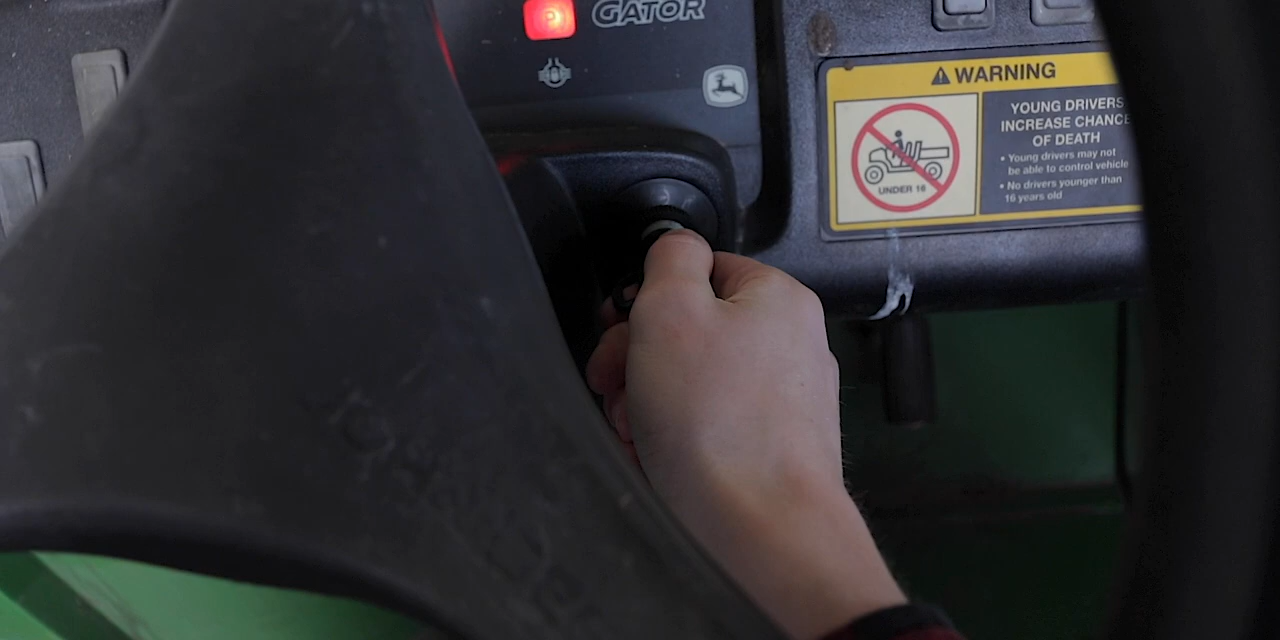 P
GATOR
WARNING
YOUNG DRIVERS
INCREASE CHANCE
OF DEATH
• Young drivers may not
be able to control vehicle
• No drivers younger than
16 years old
UNDER 16